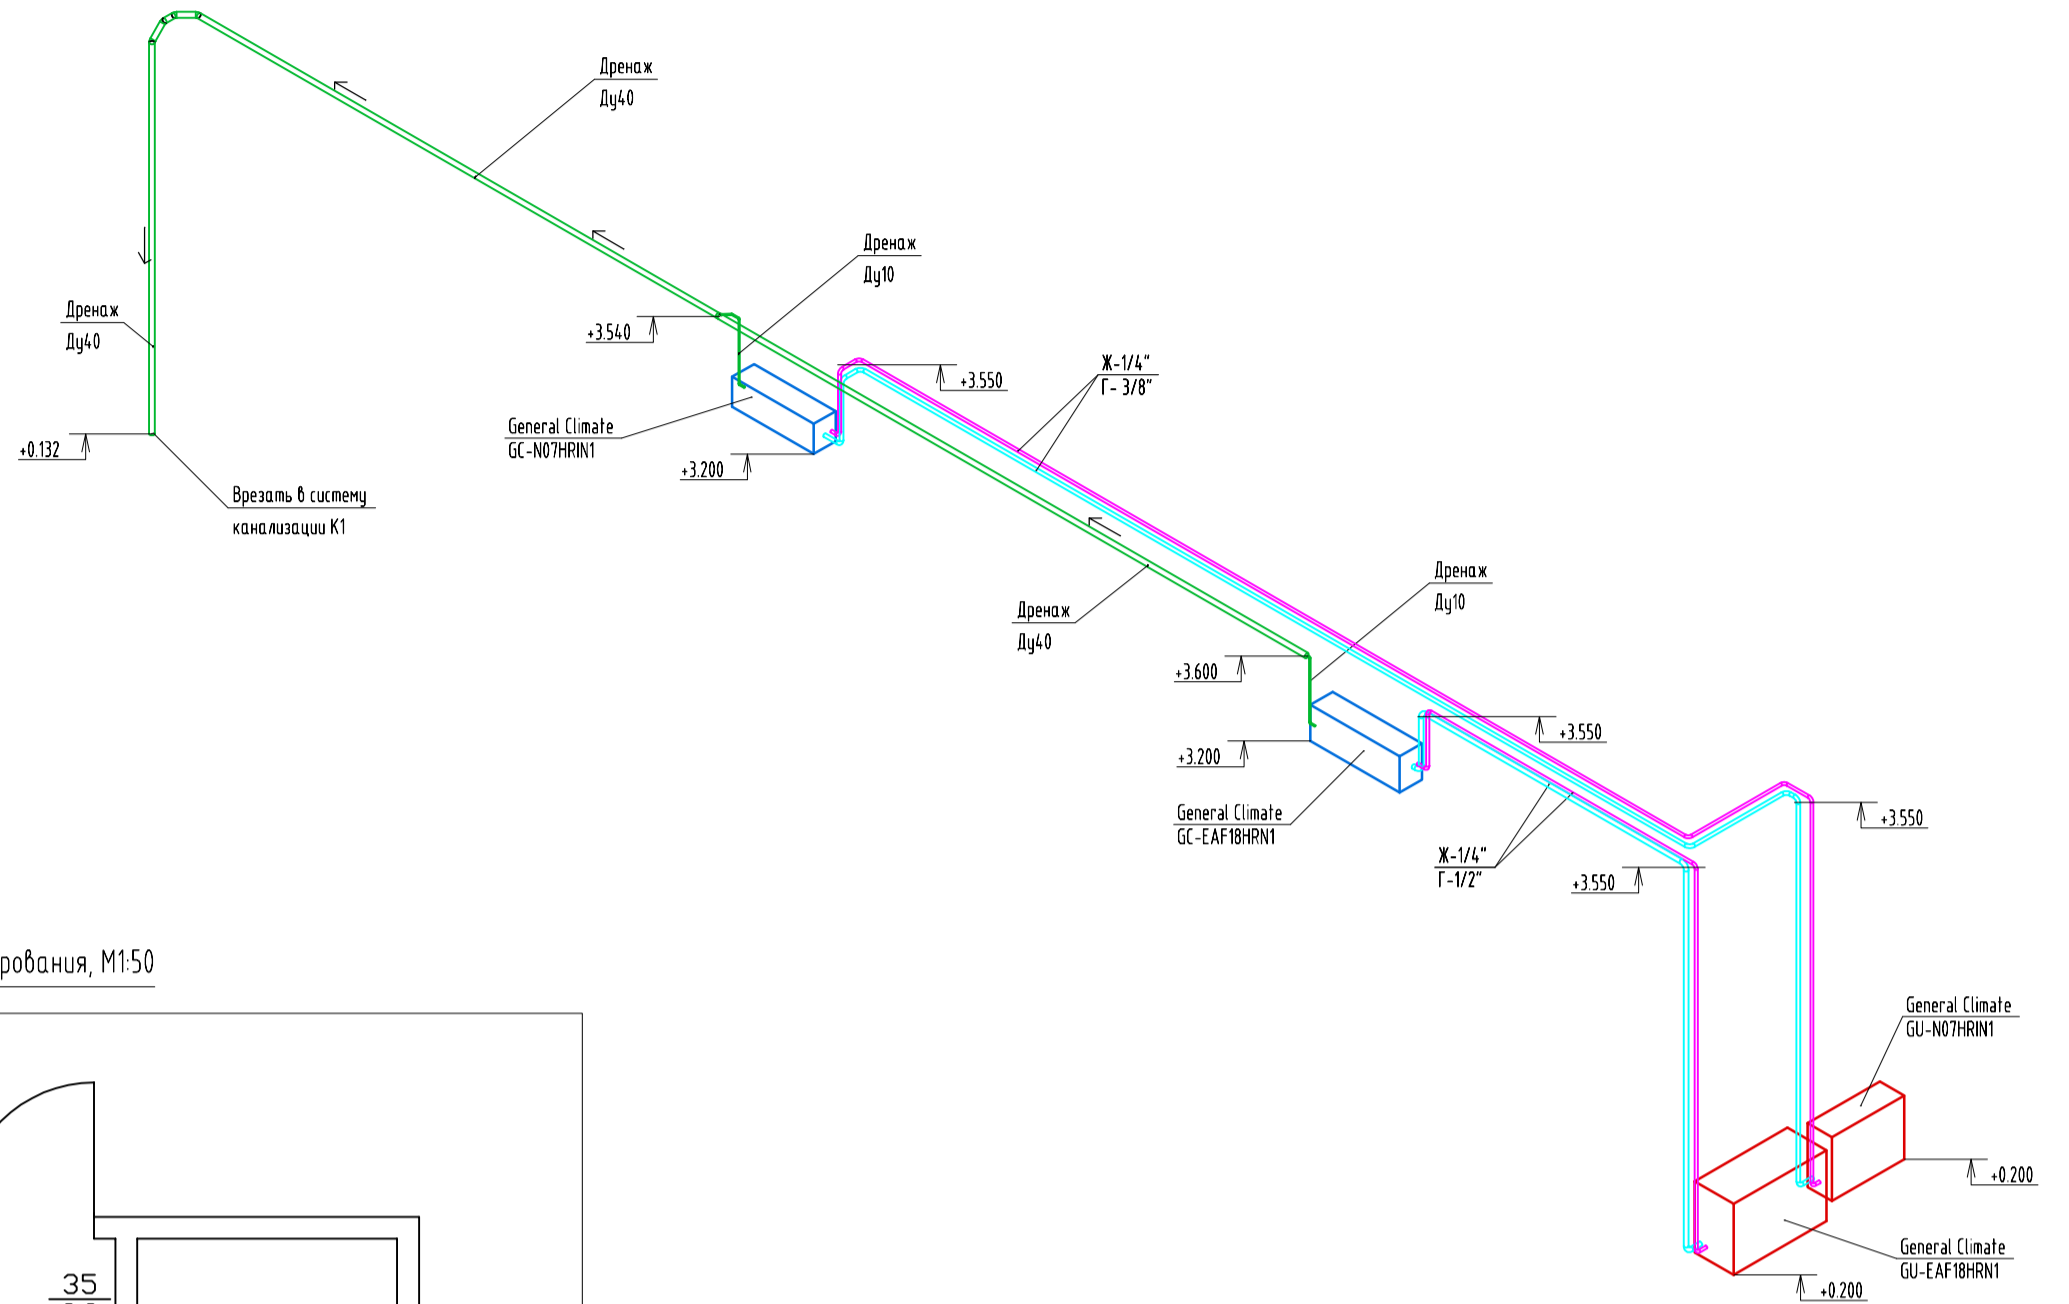 Дренаж
Ду40
Дренаж
Ду10
Дренаж
Ду40
+3.540
+3.550
Ж-1/4"
Г- 3/8"
General Climate
GC-N07HRIN1
+0.132
+3.200
Врезать в систему
канализации К1
Дренаж
Ду10
Дренаж
Ду40
+3.600
+3.550
+3.200
General Climate
GC-EAF18HRN1
+3.550
Ж-1/4"
Г-1/2"
+3.550
рования, М1:50
General Climate
GU-N07HRIN1
+0.200
General Climate
GU-EAF18HRN1
+0.200
35